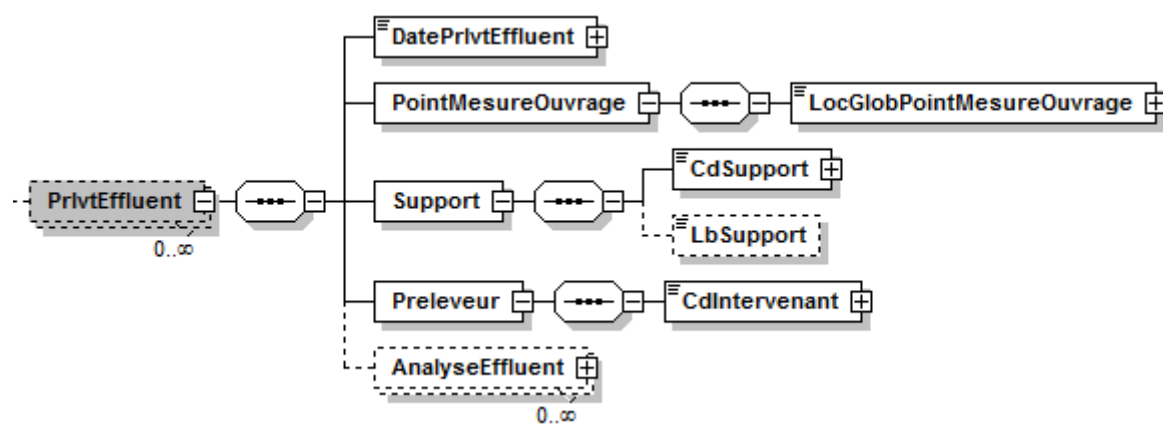 DatePrlvtEffluent
PointMesureOuvrage
LocGlobPointMesureOuvrage
PrlvtEffluent
0..∞
Support
CdSupport
LbSupport
Preleveur
CdIntervenant
AnalyseEffluent
0..∞